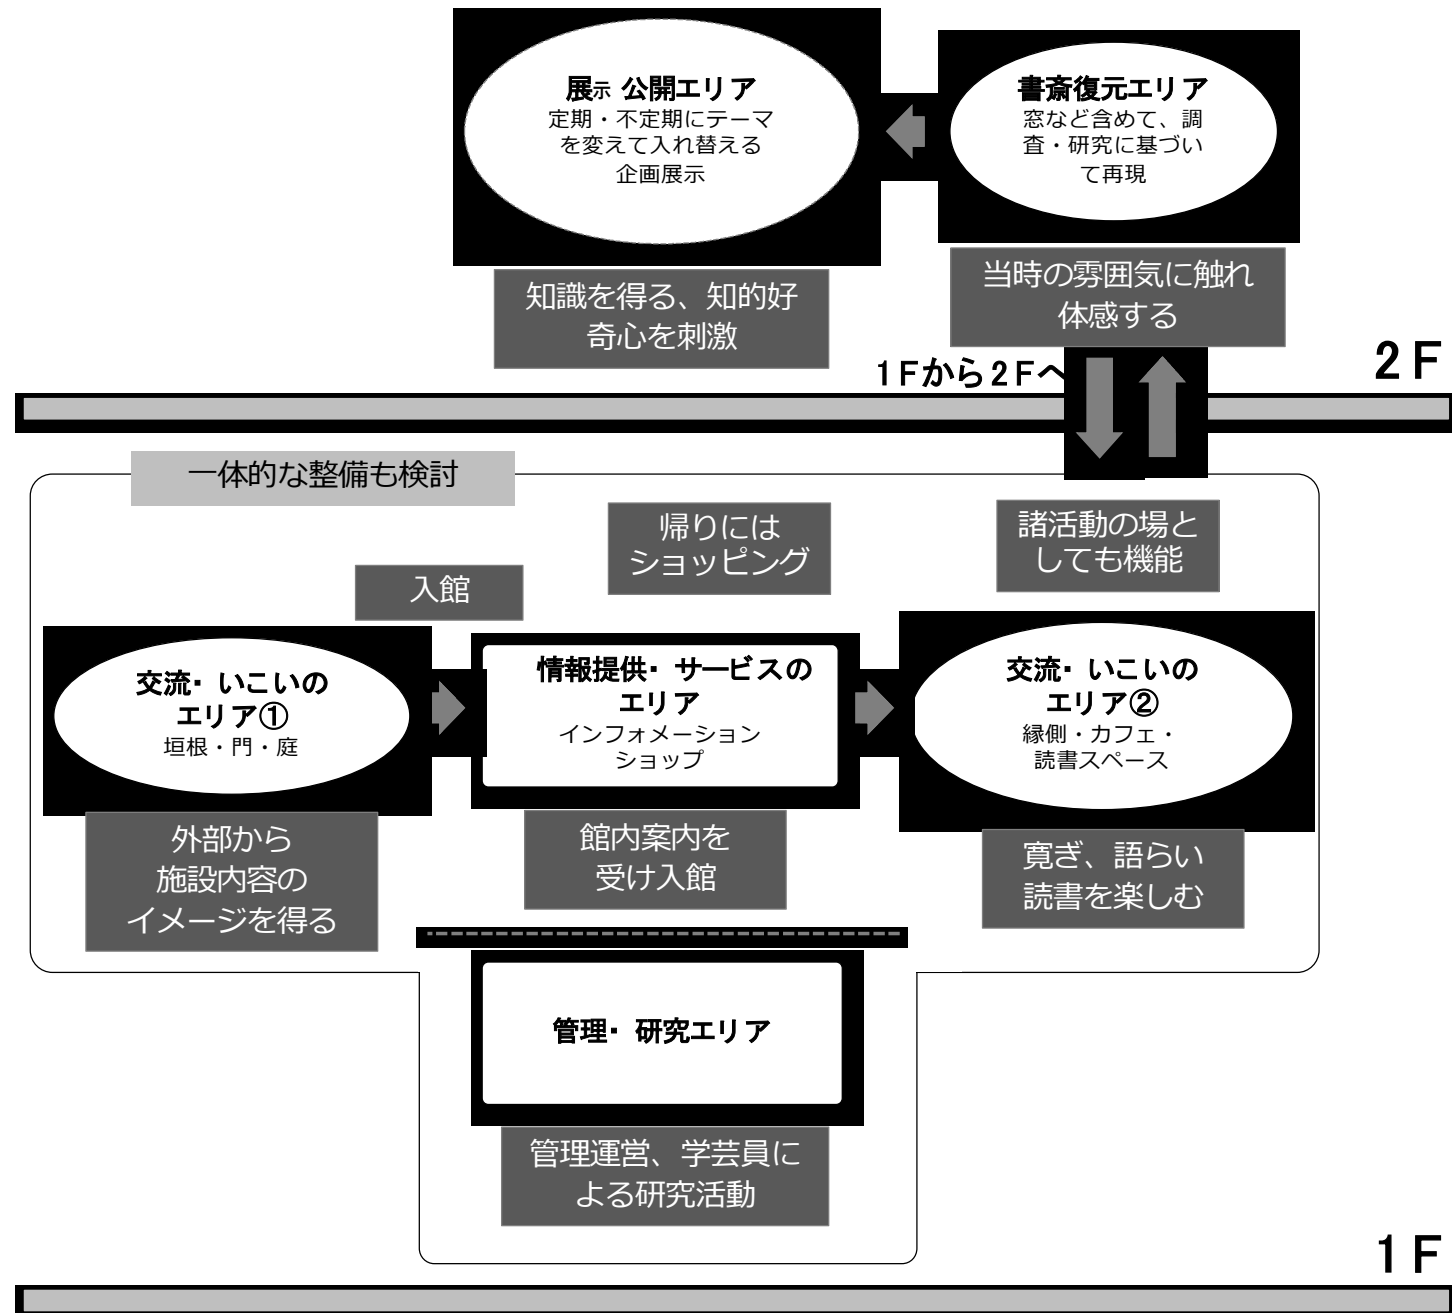 展示 公開エリア
定期・不定期にテーマ
を変えて入れ替える
企画展示
書斎復元エリア
窓など含めて、調
査・研究に基づい
て再現
知識を得る、知的好
奇心を刺激
当時の雰囲気に触れ
体感する
1Fから2Fへ
2F
一体的な整備も検討
帰りには
ショッピング
諸活動の場と
しても機能
入館
交流・いこいの
エリア①
垣根・門・庭
情報提供・サービスの
エリア
インフォメーション
ショップ
交流・いこいの
エリア②
縁側・カフェ・
読書スペース
外部から
施設内容の
イメージを得る
館内案内を
受け入館
寛ぎ、語らい
読書を楽しむ
管理・研究エリア
管理運営、学芸員に
よる研究活動
1F